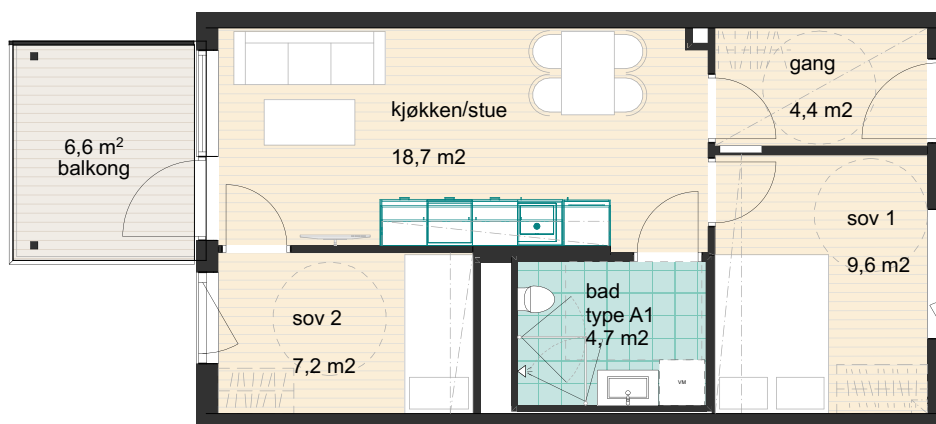 gang
4,4 m2
kjøkken/stue
18,7 m2
6,6 m²
balkong
sov 1
9,6 m2
bad
type A1
4,7 m2
sov 2
7,2 m2
VM